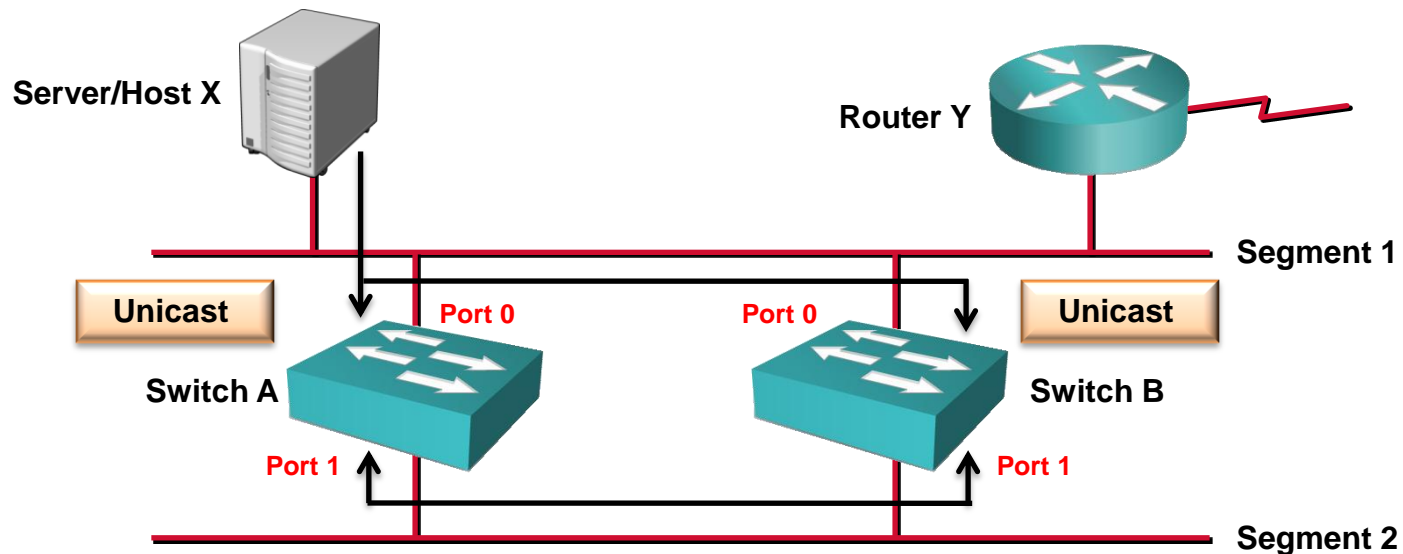 Server/Host X
Router Y
Segment 1
Unicast
Port 0
Port 0
Unicast
Switch A
Switch B
Port 1
Port 1
Segment 2